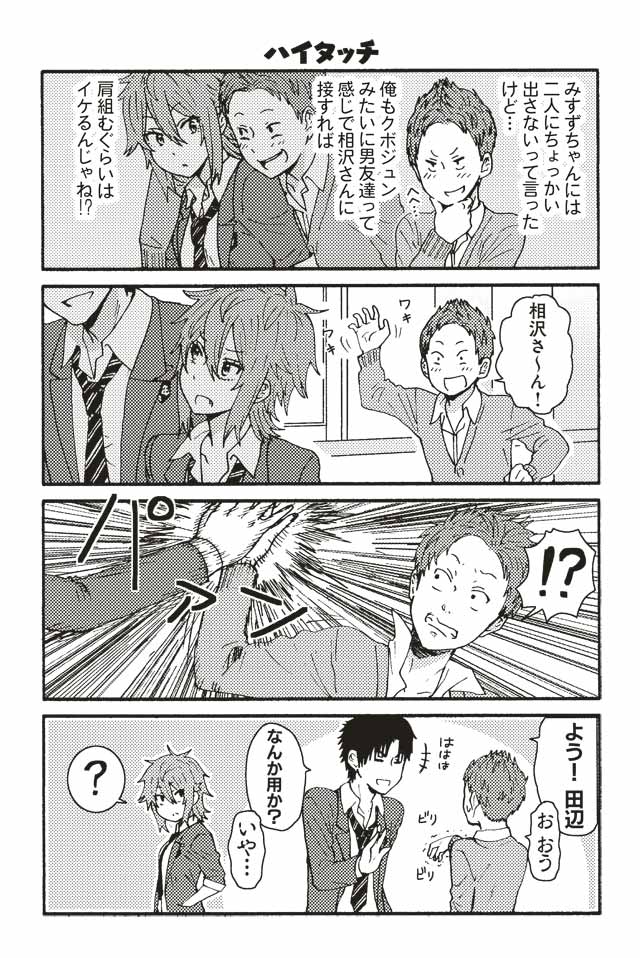 ハイタッチ
みすずちゃんには
二人にちょっかい
出さないって言った
けど…
へへ…
俺もクボジュン
みたいに男友達って
感じで相沢さんに
接すれば
肩組むぐらいは
イケるんじゃね!?
相沢さ〜ん!
ワキ
ワキ
!?
パァン
よう!田辺
おおう
ははは
ビリ
ビリ
なんか用か?
いや…
?